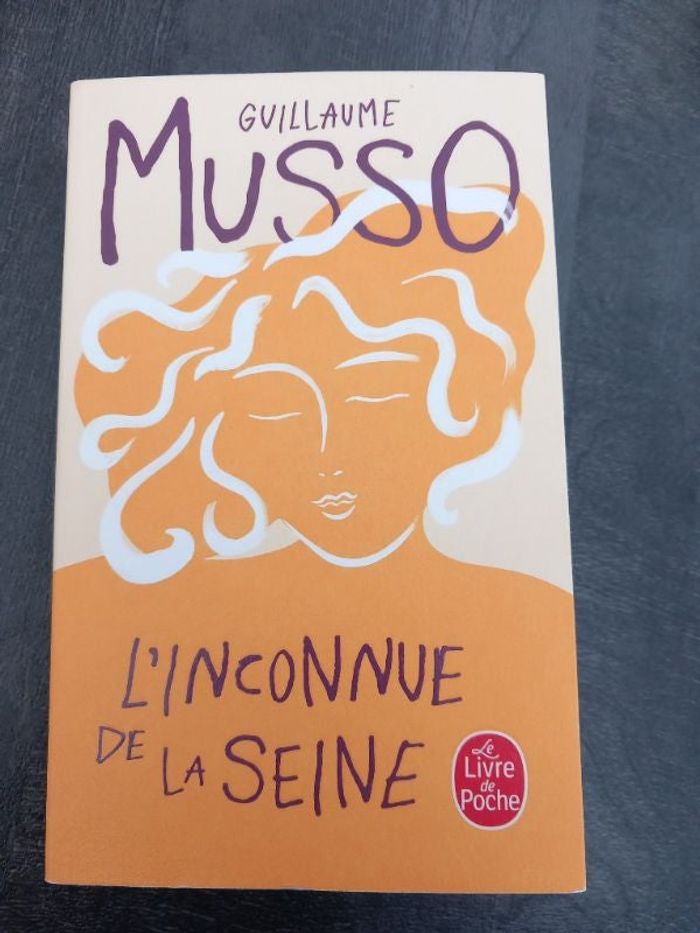 GUILLAUME
MUSSO
L'INCONNUE
DE LA SEINE
Le
Livre
de
Poche